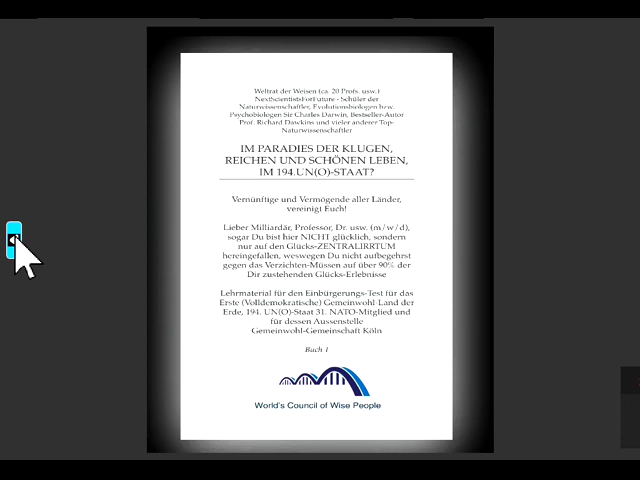 Weltrat der Weisen (ca. 20 Profs. usw.)
NextScientistsForFuture - Schüler der
Naturwissenschaftler, Evolutionsbiologen bzw.
Psychobiologen Sir Charles Darwin, Bestseller-Autor
Prof. Richard Dawkins und vieler anderer Top-
Naturwissenschaftler
IM PARADIES DER KLUGEN,
REICHEN UND SCHÖNEN LEBEN,
IM 194.UN(O)-STAAT?
Vernünftige und Vermögende aller Länder,
vereinigt Euch!
Lieber Milliardär, Professor, Dr. usw. (m/w/d),
sogar Du bist hier NICHT glücklich, sondern
nur auf den Glücks-ZENTRALIRRTUM
hereingefallen, weswegen Du nicht aufbegehrst
gegen das Verzichten-Müssen auf über 90% der
Dir zustehenden Glücks-Erlebnisse
Lehrmaterial für den Einbürgerungs-Test für das
Erste (Volldemokratische) Gemeinwohl-Land der
Erde, 194. UN(O)-Staat 31. NATO-Mitglied und
für dessen Aussenstelle
Gemeinwohl-Gemeinschaft Köln
Buch 1
World's Council of Wise People